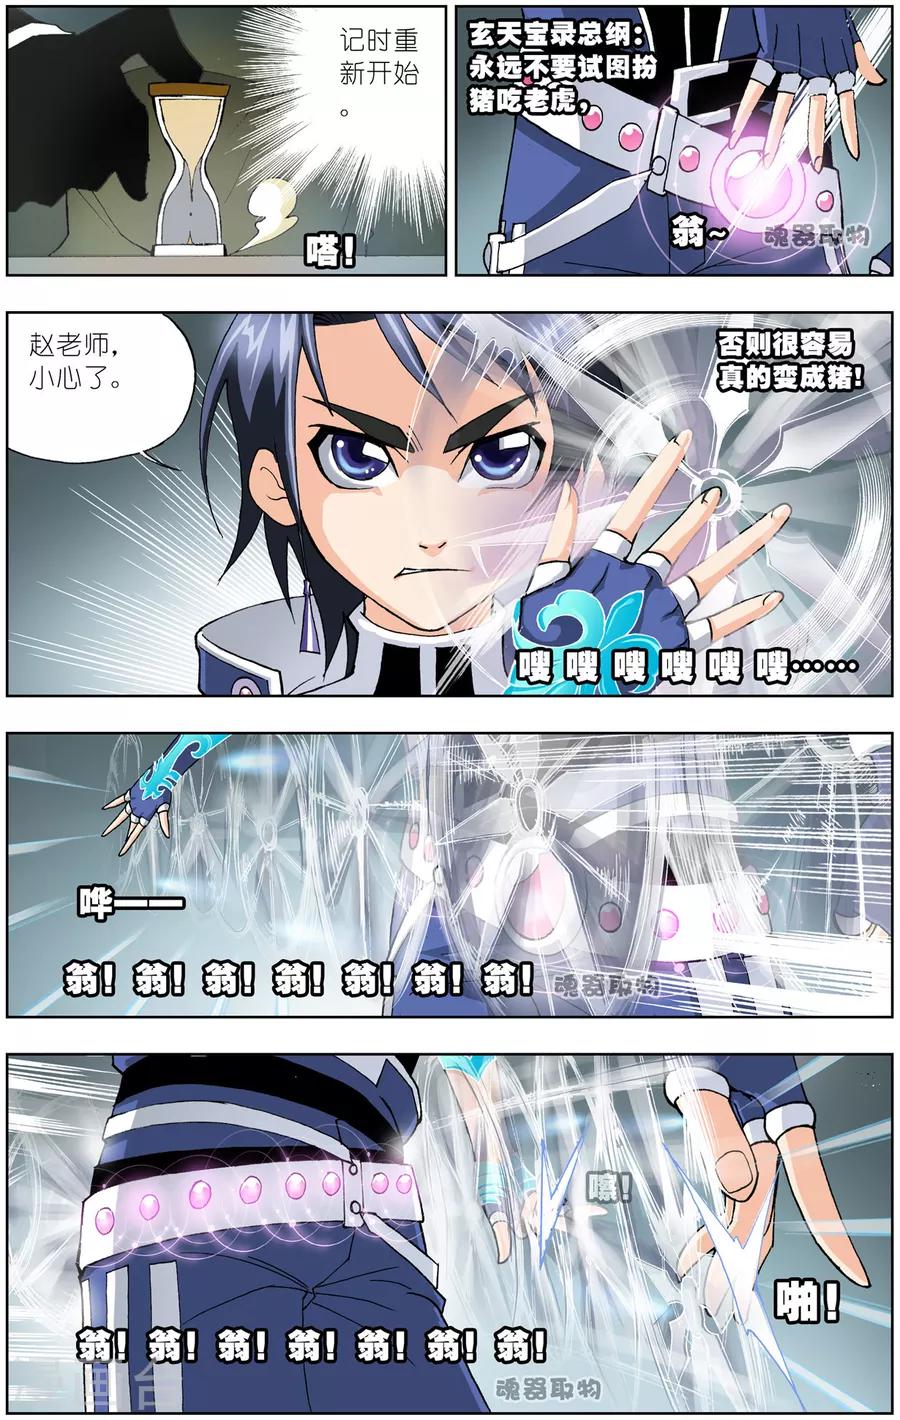 记时重
新开始
。
嗒！
玄天宝录总纲：
永远不要试图扮
猪吃老虎，
翁~
魂器取物
赵老师，
小心了。
否则很容易
真的变成猪！
嗖 嗖 嗖 嗖 嗖 嗖……
哗——
翁！翁！翁！翁！翁！翁！翁！
魂器取物
嚓！
啪！
翁！翁！翁！翁！翁！翁！翁！
魂器取物